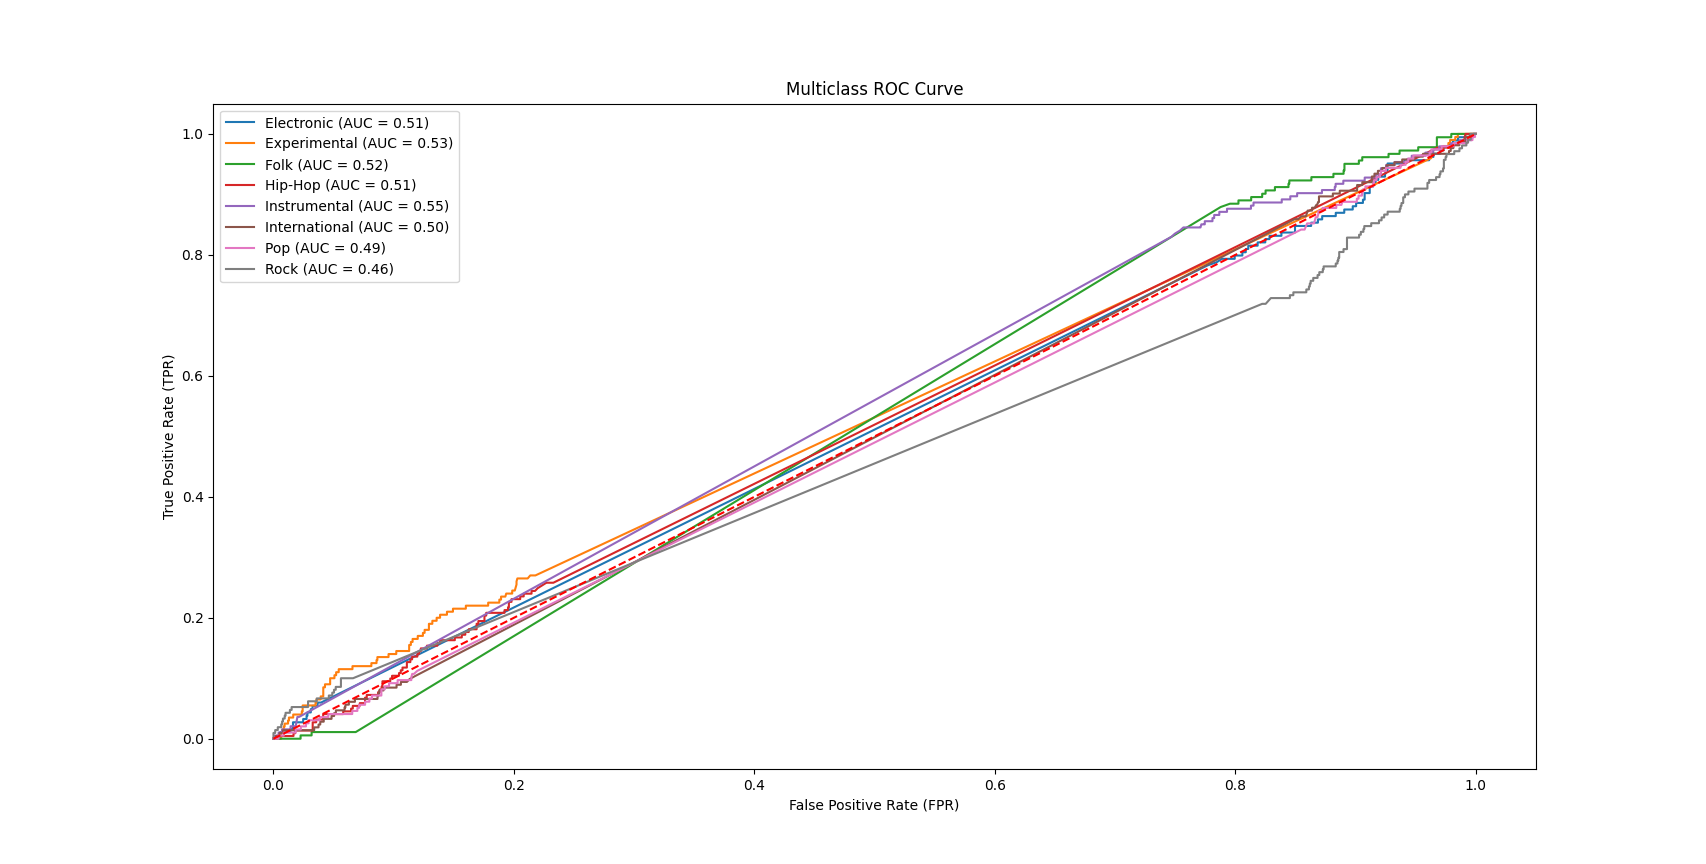 Multiclass ROC Curve
Electronic (AUC = 0.51)
Experimental (AUC = 0.53)
Folk (AUC = 0.52)
Hip-Hop (AUC = 0.51)
Instrumental (AUC = 0.55)
International (AUC = 0.50)
Pop (AUC = 0.49)
Rock (AUC = 0.46)
True Positive Rate (TPR)
1.0
0.8
0.6
0.4
0.2
0.0
0.0 0.2 0.4 0.6 0.8 1.0
False Positive Rate (FPR)